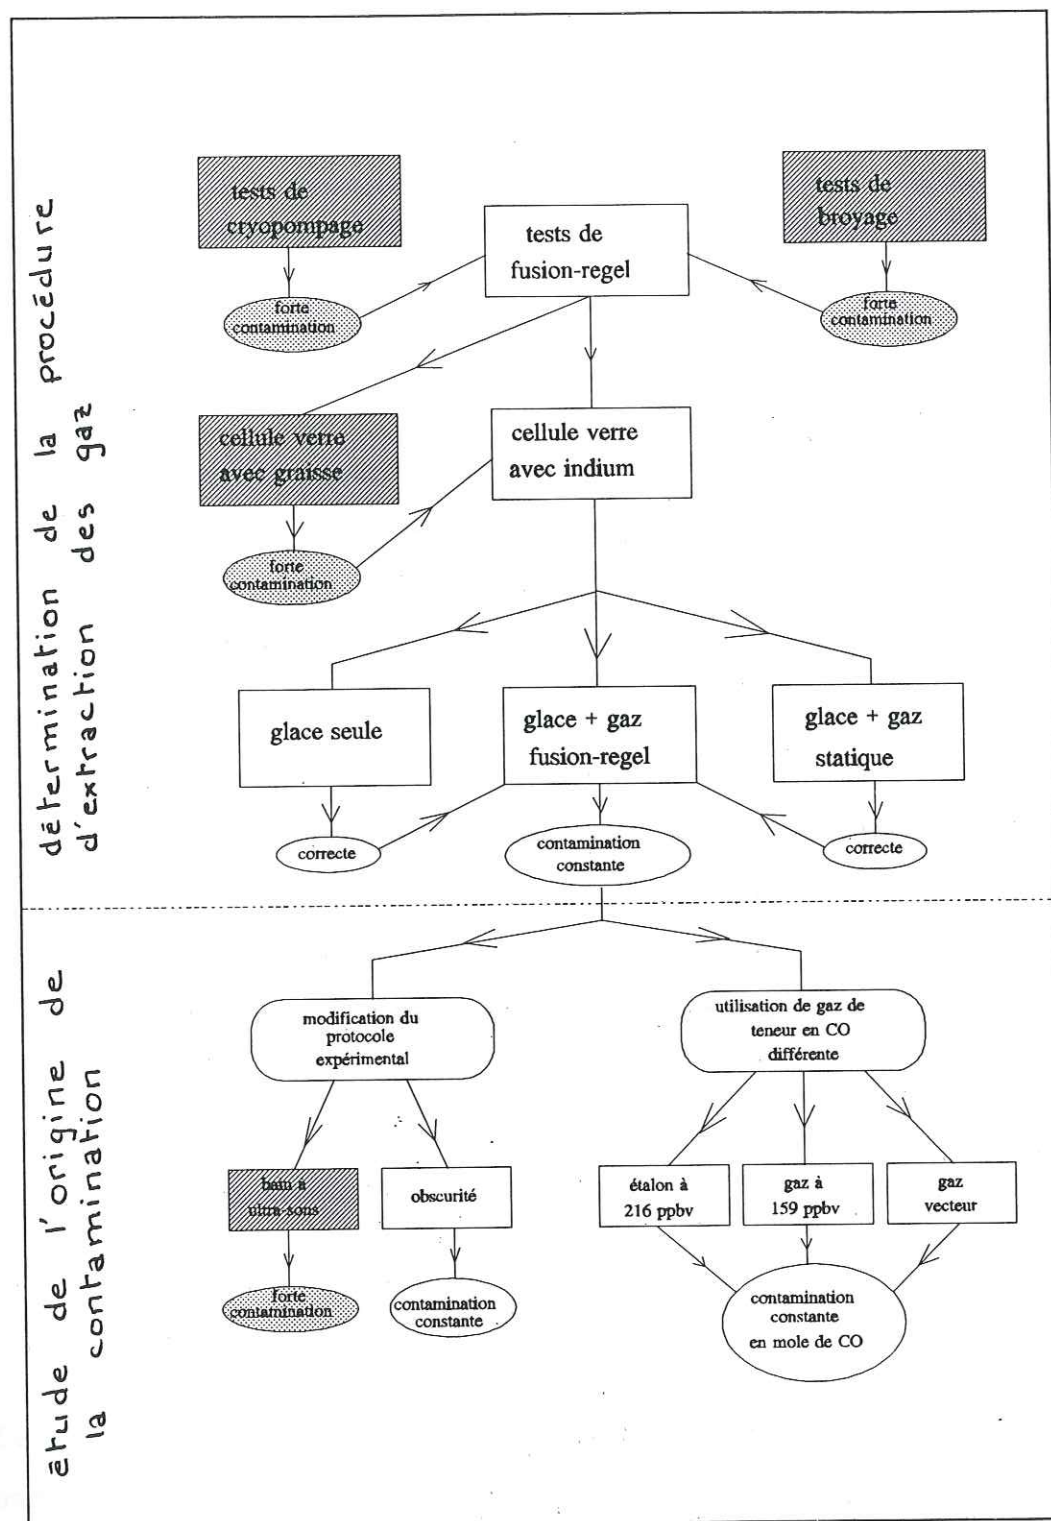 détermination de la procédure
d'extraction des gaz
tests de
cryopompage
tests de
broyage
tests de
fusion-regel
forte
contamination
forte
contamination
cellule verre
avec graisse
cellule verre
avec indium
forte
contamination
glace seule
glace + gaz
fusion-regel
glace + gaz
statique
correcte
contamination
constante
correcte
étude de l'origine de
la contamination
modification du
protocole
expérimental
utilisation de gaz de
teneur en CO
différente
bain à
ultra-sons
obscurité
étalon à
216 ppbv
gaz à
159 ppbv
gaz
vecteur
forte
contamination
contamination
constante
contamination
constante
en mole de CO